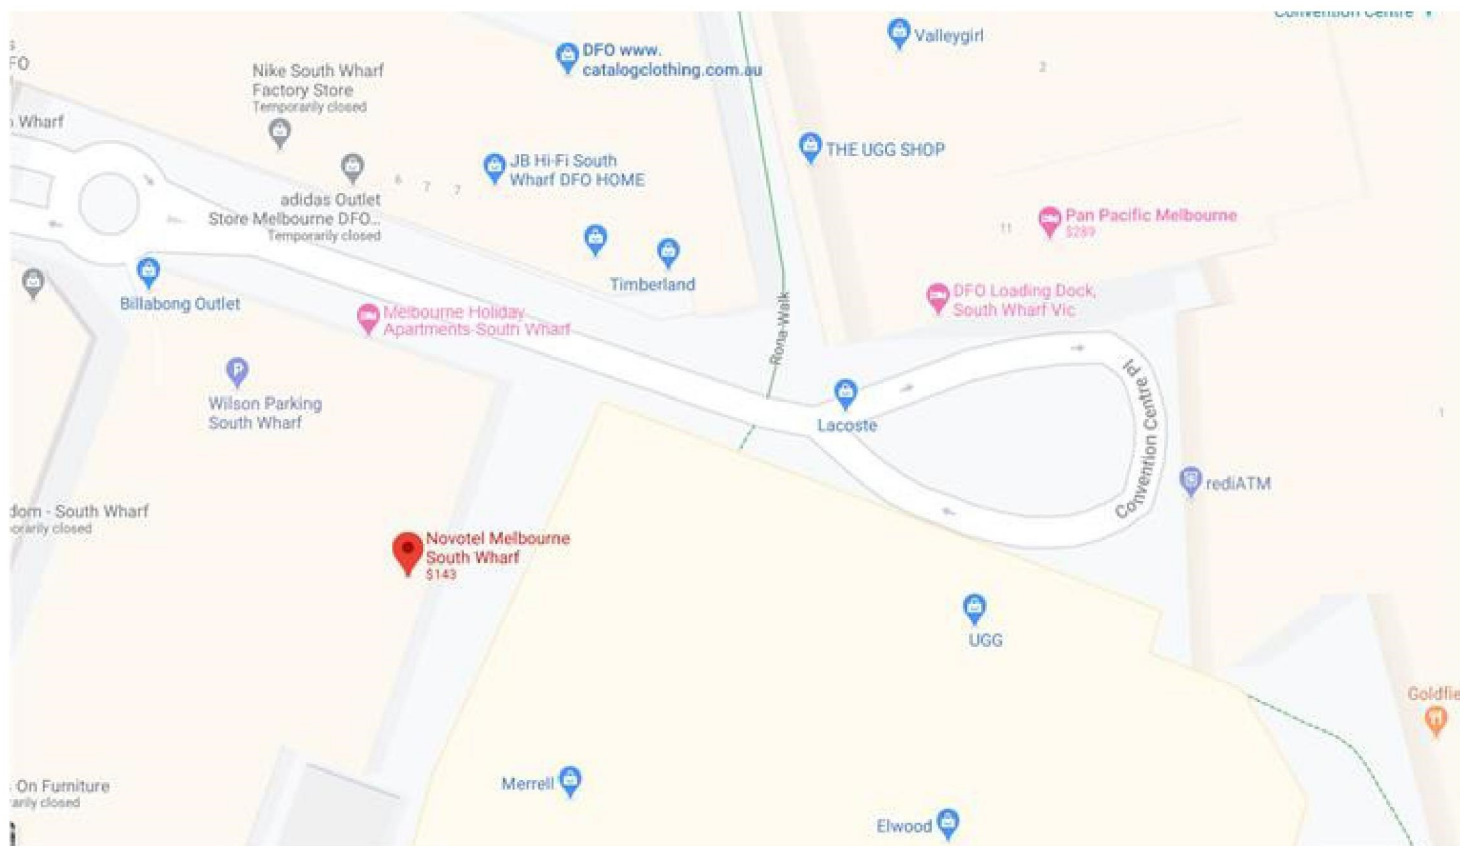 Convention Centre
Valleygirl
DFO www.
catalogclothing.com.au
FO
Nike South Wharf
Factory Store
Temporarily closed
2
Wharf
THE UGG SHOP
JB Hi-Fi South
Wharf DFO HOME
6
7
7
adidas Outlet
Store Melbourne DFO...
Temporarily closed
Pan Pacific Melbourne
$289
11
Timberland
DFO Loading Dock,
South Wharf Vic
Billabong Outlet
Melbourne Holiday
Apartments-South Wharf
Rona Walk
P
Wilson Parking
South Wharf
Lacoste
Convention Centre Pl
1
rediATM
dom - South Wharf
orarily closed
Novotel Melbourne
South Wharf
$143
UGG
Goldfie
Merrell
On Furniture
arily closed
Elwood